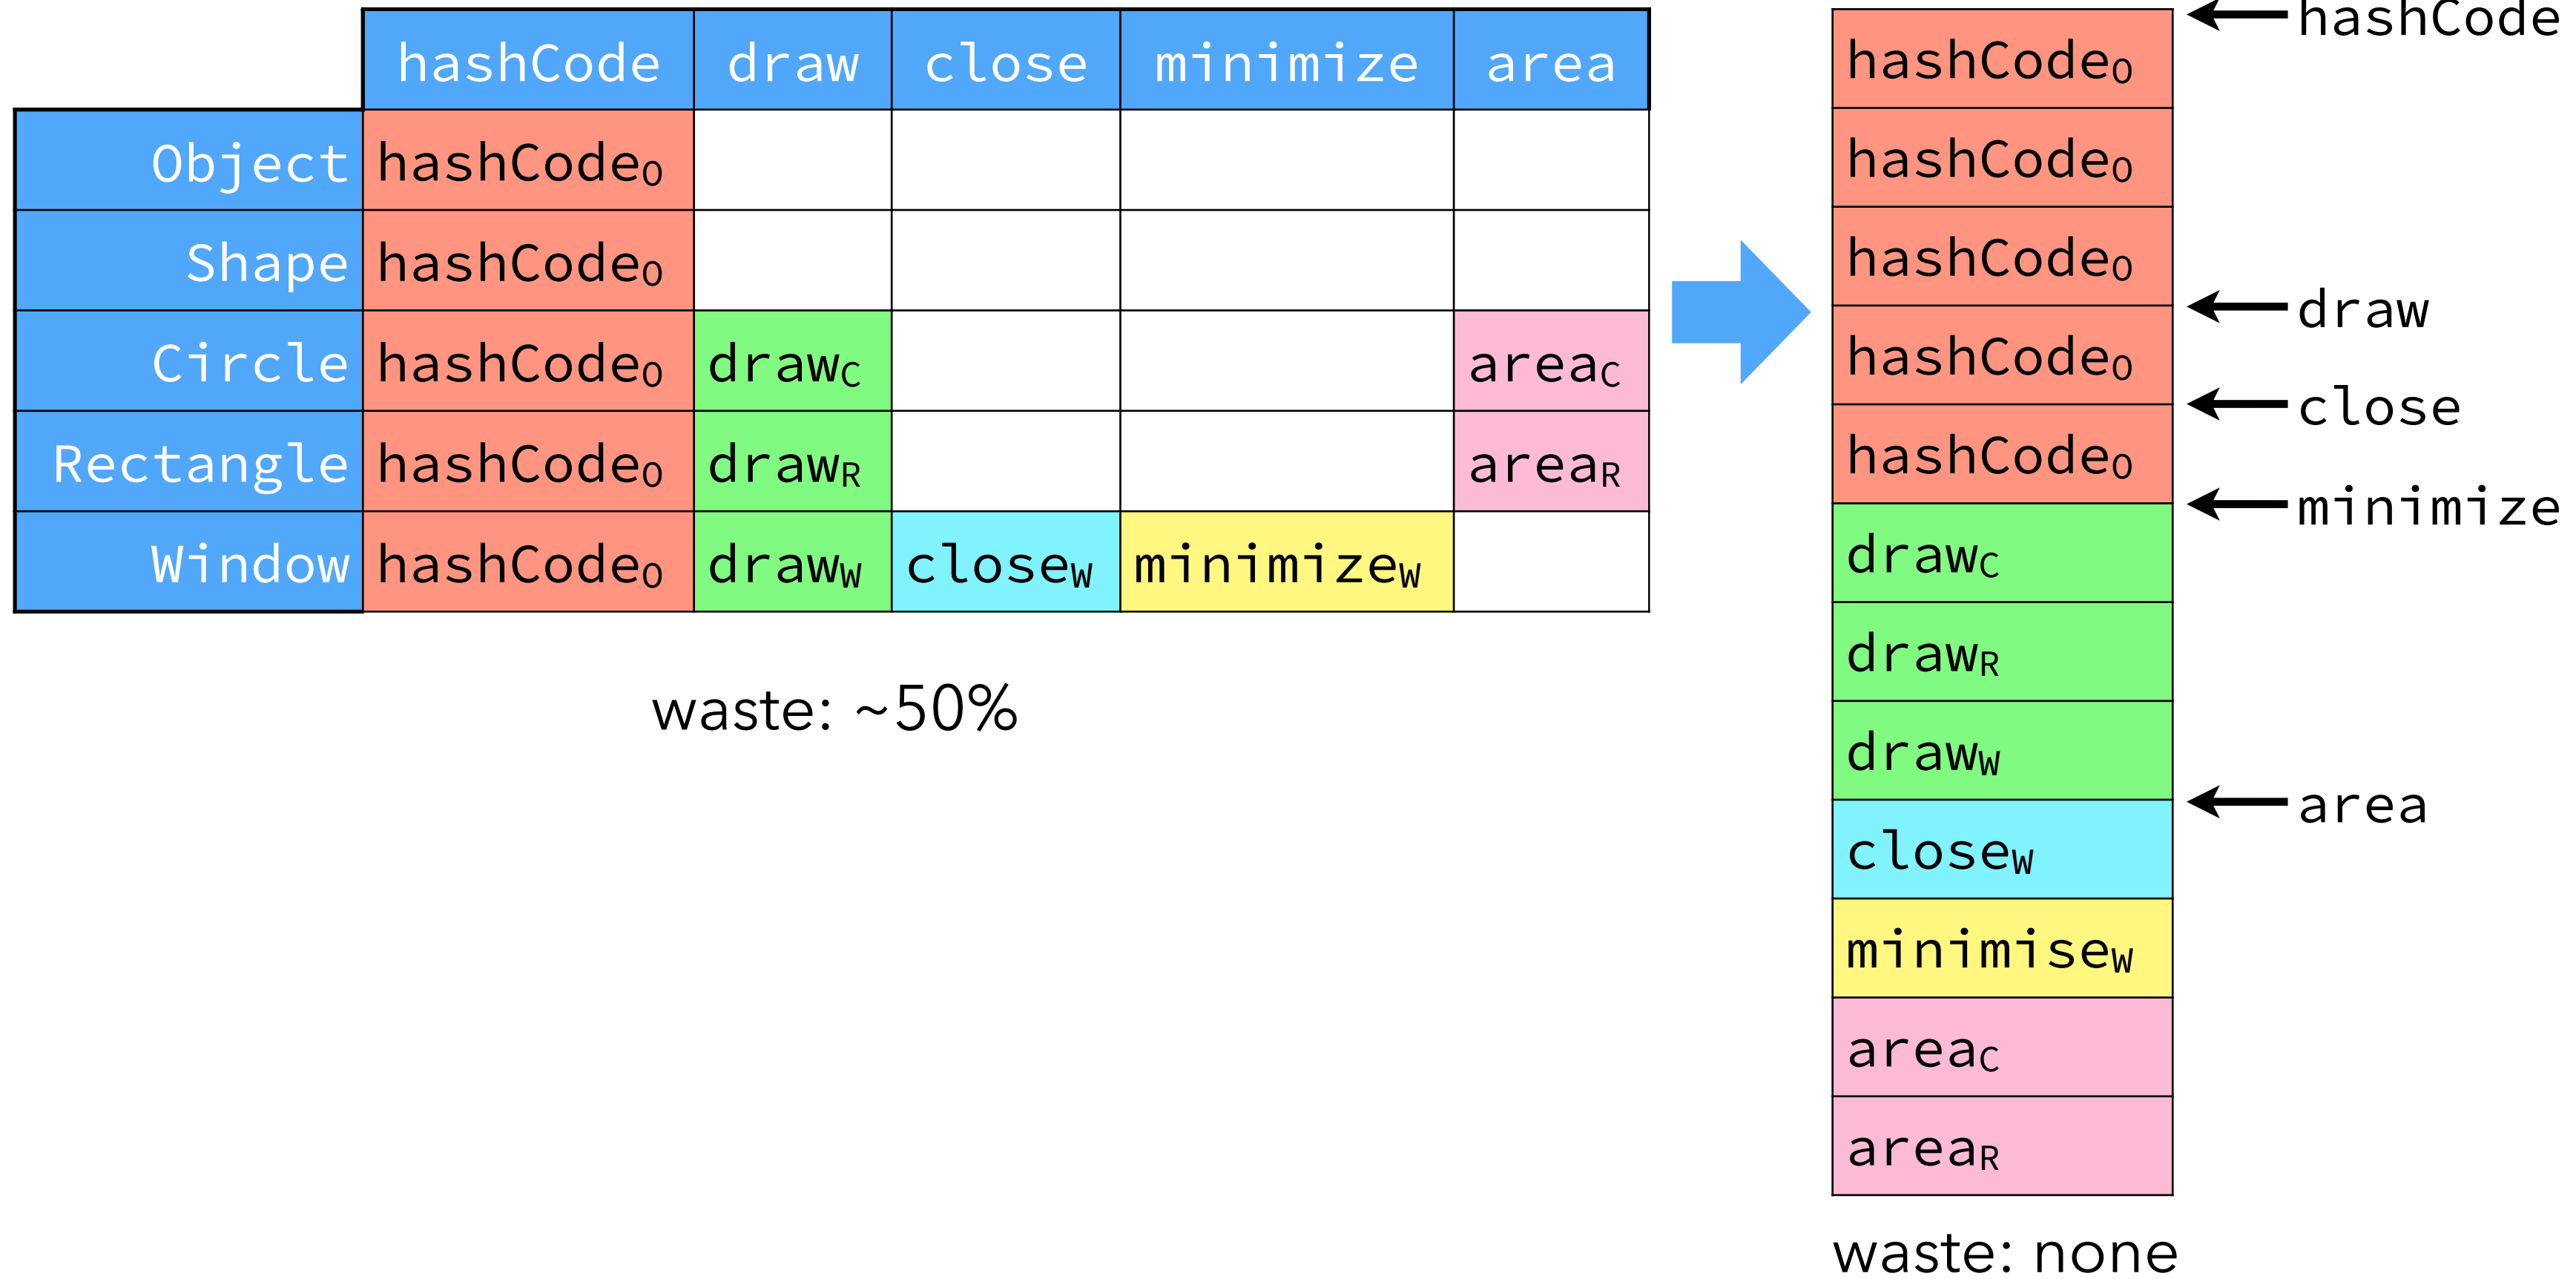 hashCode draw close minimize area
Object hashCodeO
Shape hashCodeO
Circle hashCodeO drawC areaC
Rectangle hashCodeO drawR areaR
Window hashCodeO drawW closeW minimizeW
waste: ~50%
hashCodeO
hashCodeO
hashCodeO
hashCodeO
hashCodeO
drawC
drawR
drawW
closeW
minimiseW
areaC
areaR
waste: none
hashCode
draw
close
minimize
area